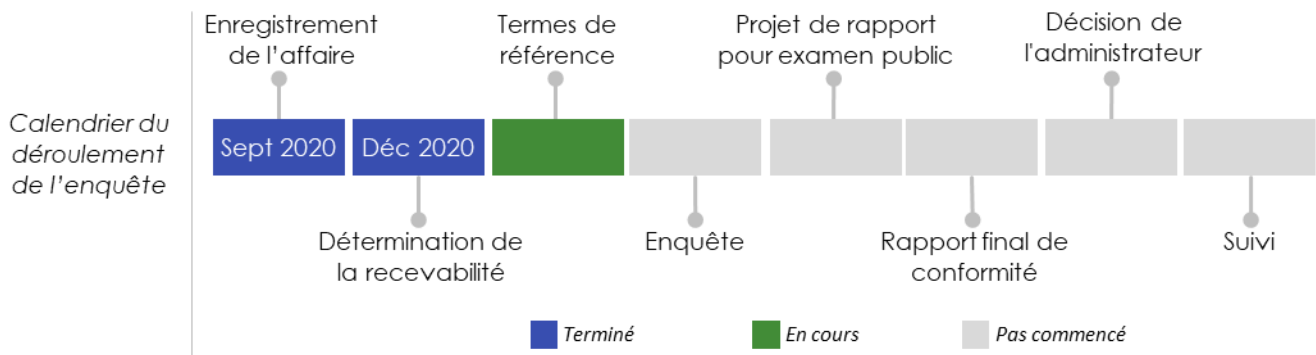 Enregistrement
de l’affaire
Termes de
référence
Projet de rapport
pour examen public
Décision de
l'administrateur
Calendrier du
déroulement
de l’enquête
Sept 2020
Déc 2020
Détermination de
la recevabilité
Enquête
Rapport final de
conformité
Suivi
Terminé
En cours
Pas commencé